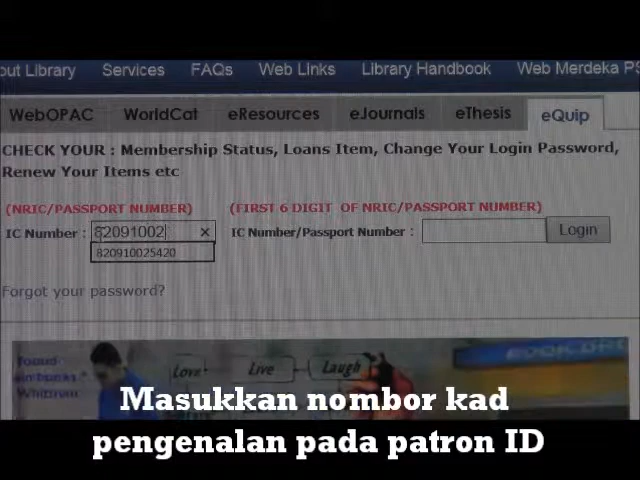 out Library Services FAQs Web Links Library Handbook Web Merdeka PS
WebOPAC WorldCat eResources eJournals eThesis eQuip
CHECK YOUR : Membership Status, Loans Item, Change Your Login Password,
Renew Your Items etc
(NRIC/PASSPORT NUMBER) (FIRST 6 DIGIT OF NRIC/PASSPORT NUMBER)
IC Number : 82091002 × IC Number/Passport Number : Login
820910025420
Forgot your password?
Love Live Laugh
Masukkan nombor kad
pengenalan pada patron ID